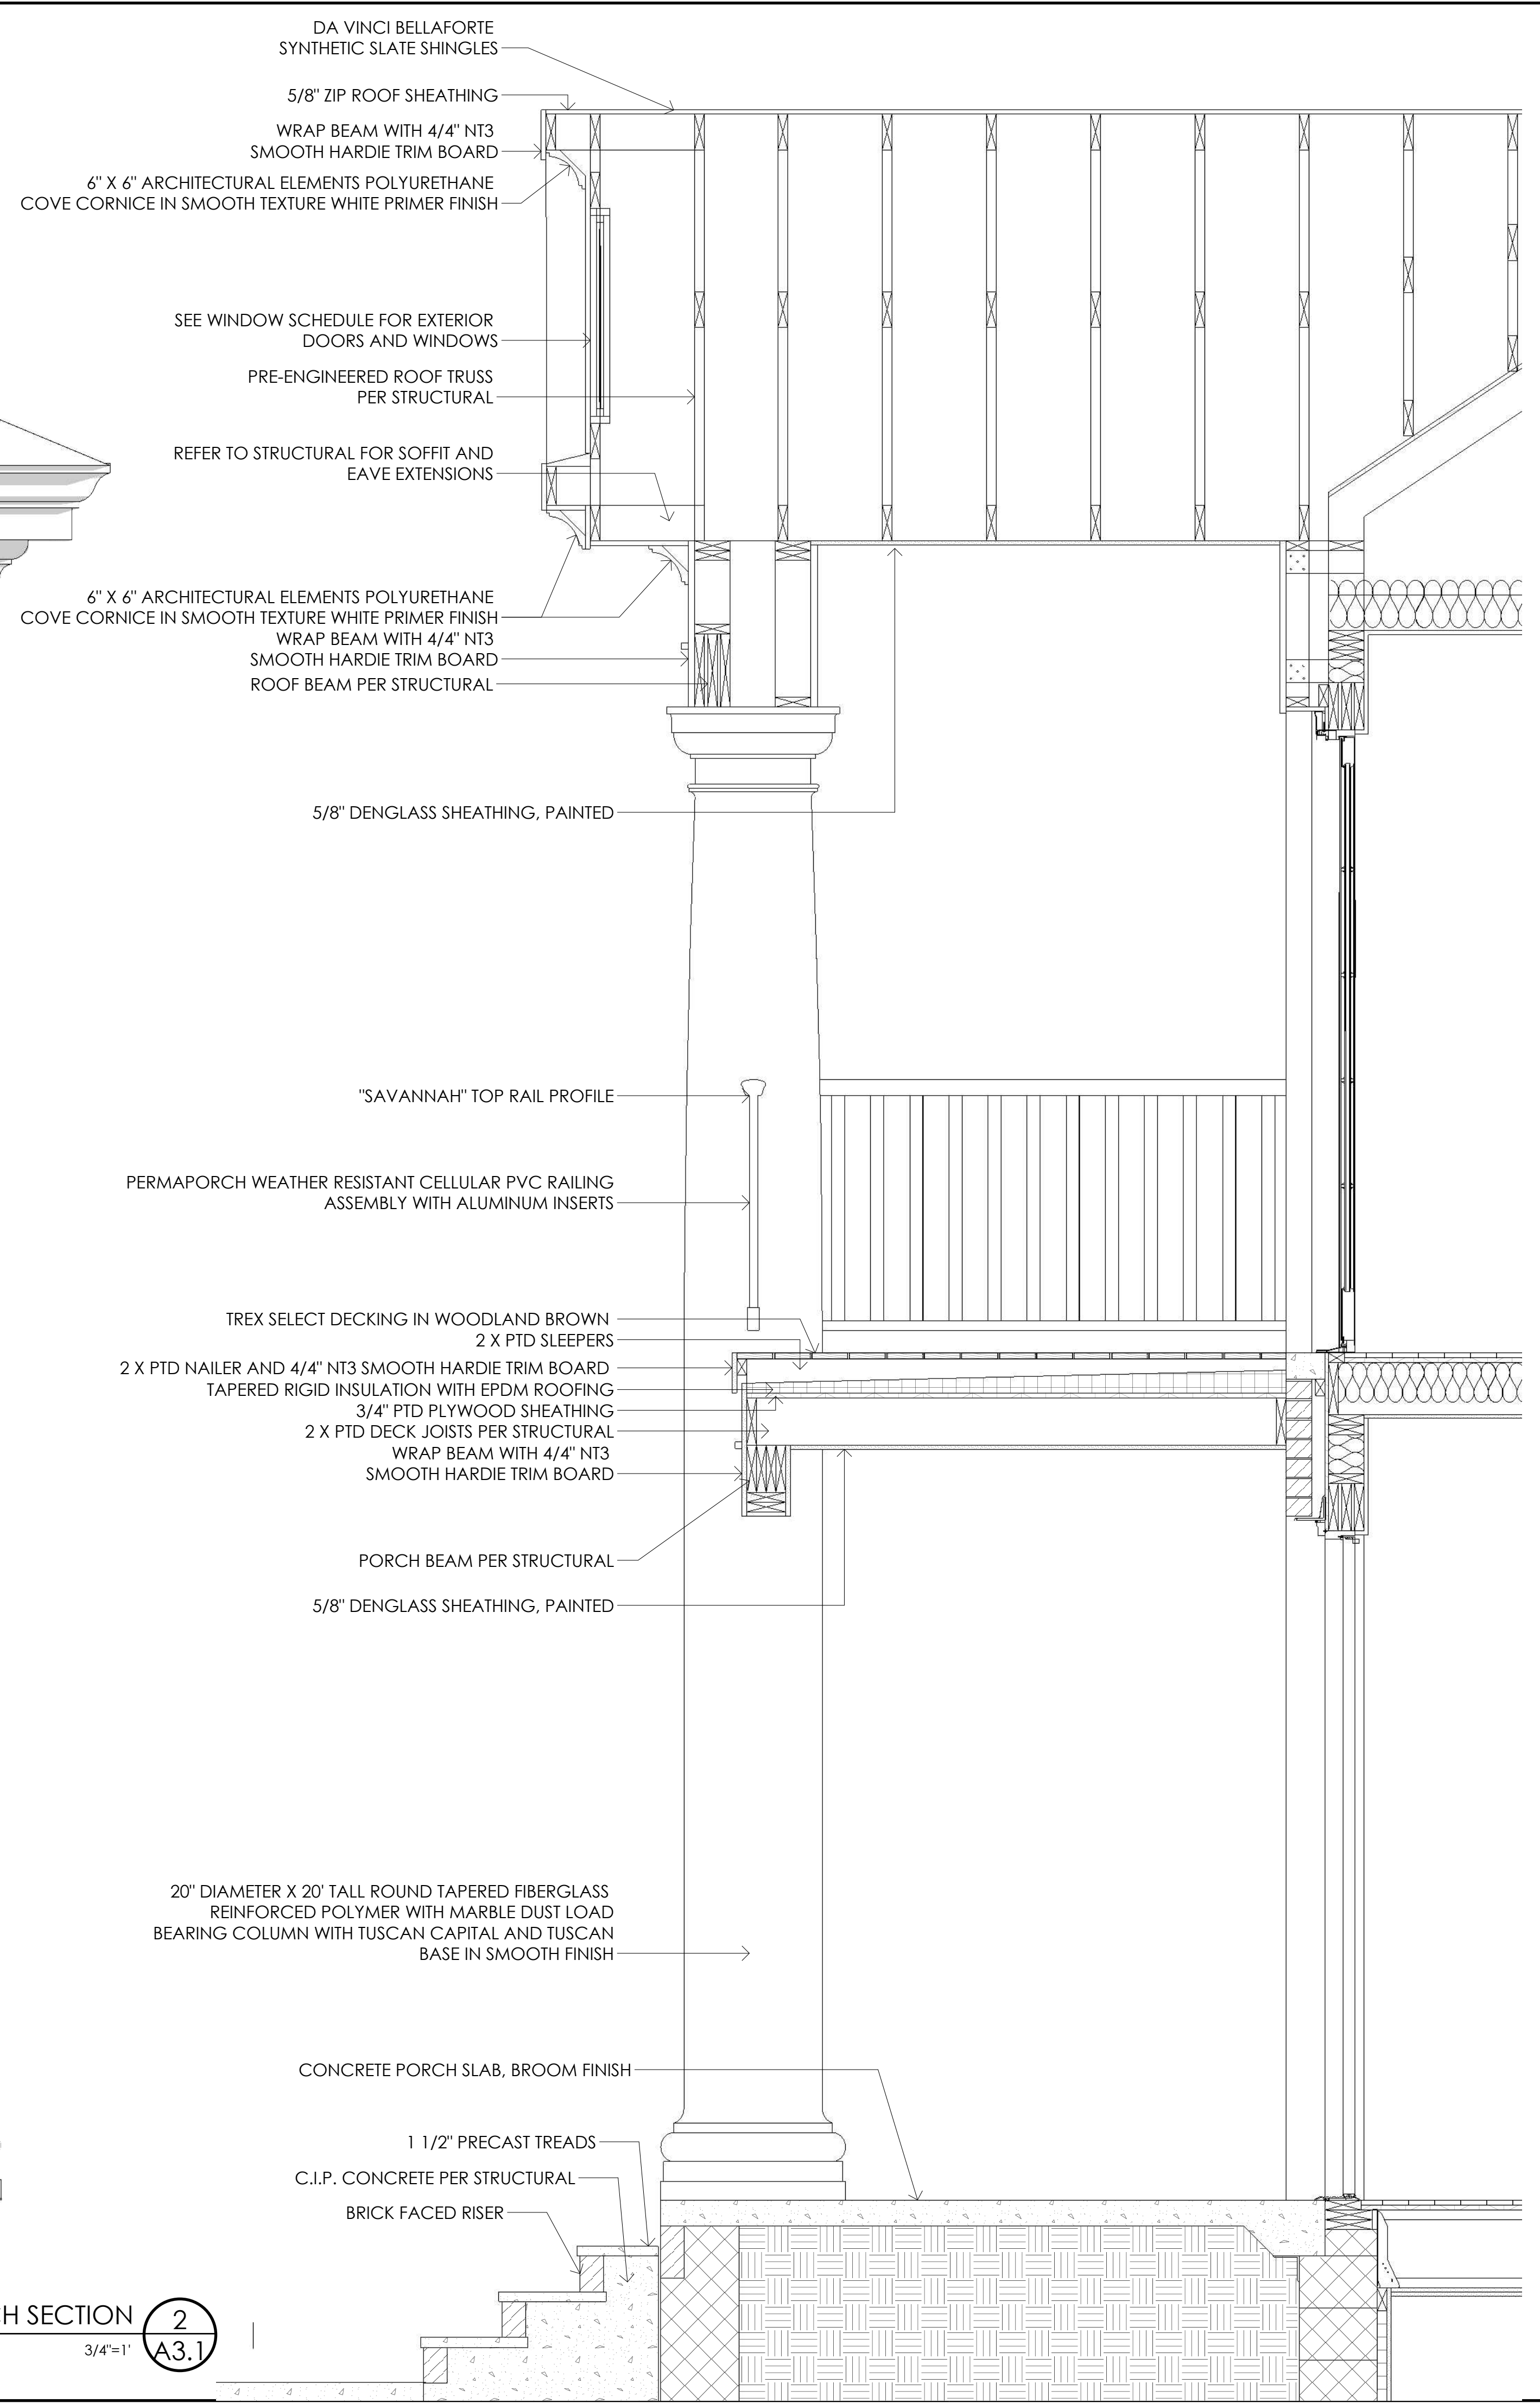 DA VINCI BELLAFORTE
SYNTHETIC SLATE SHINGLES
5/8" ZIP ROOF SHEATHING
WRAP BEAM WITH 4/4" NT3
SMOOTH HARDIE TRIM BOARD
6" X 6" ARCHITECTURAL ELEMENTS POLYURETHANE
COVE CORNICE IN SMOOTH TEXTURE WHITE PRIMER FINISH
SEE WINDOW SCHEDULE FOR EXTERIOR
DOORS AND WINDOWS
PRE-ENGINEERED ROOF TRUSS
PER STRUCTURAL
REFER TO STRUCTURAL FOR SOFFIT AND
EAVE EXTENSIONS
6" X 6" ARCHITECTURAL ELEMENTS POLYURETHANE
COVE CORNICE IN SMOOTH TEXTURE WHITE PRIMER FINISH
WRAP BEAM WITH 4/4" NT3
SMOOTH HARDIE TRIM BOARD
ROOF BEAM PER STRUCTURAL
5/8" DENGLASS SHEATHING, PAINTED
"SAVANNAH" TOP RAIL PROFILE
PERMAPORCH WEATHER RESISTANT CELLULAR PVC RAILING
ASSEMBLY WITH ALUMINUM INSERTS
TREX SELECT DECKING IN WOODLAND BROWN
2 X PTD SLEEPERS
2 X PTD NAILER AND 4/4" NT3 SMOOTH HARDIE TRIM BOARD
TAPERED RIGID INSULATION WITH EPDM ROOFING
3/4" PTD PLYWOOD SHEATHING
2 X PTD DECK JOISTS PER STRUCTURAL
WRAP BEAM WITH 4/4" NT3
SMOOTH HARDIE TRIM BOARD
PORCH BEAM PER STRUCTURAL
5/8" DENGLASS SHEATHING, PAINTED
20" DIAMETER X 20' TALL ROUND TAPERED FIBERGLASS
REINFORCED POLYMER WITH MARBLE DUST LOAD
BEARING COLUMN WITH TUSCAN CAPITAL AND TUSCAN
BASE IN SMOOTH FINISH
CONCRETE PORCH SLAB, BROOM FINISH
1 1/2" PRECAST TREADS
C.I.P. CONCRETE PER STRUCTURAL
BRICK FACED RISER
CH SECTION
2
3/4"=1'
A3.1